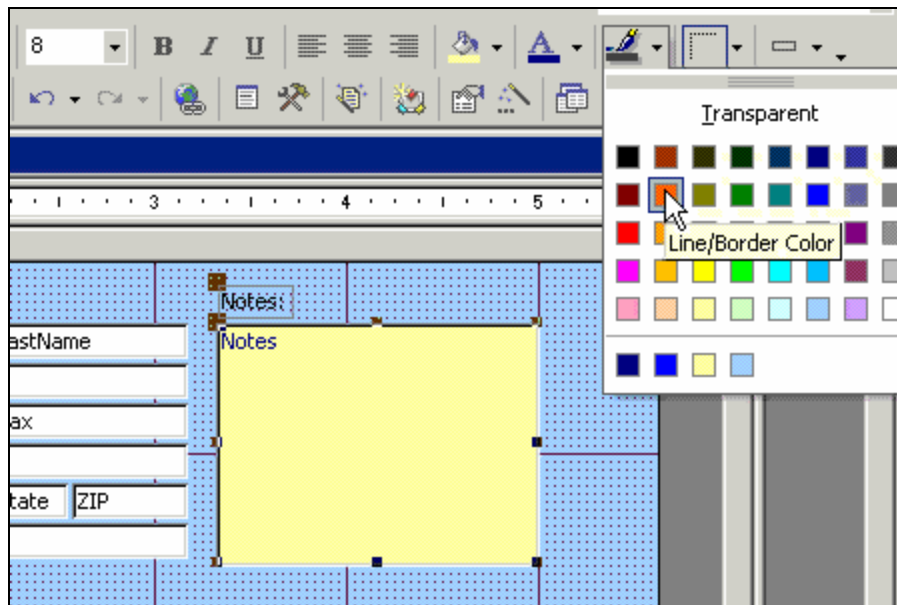 8
B I U A
Transparent
3 4 5
Line/Border Color
Notes:
astName
Notes
ax
tate ZIP